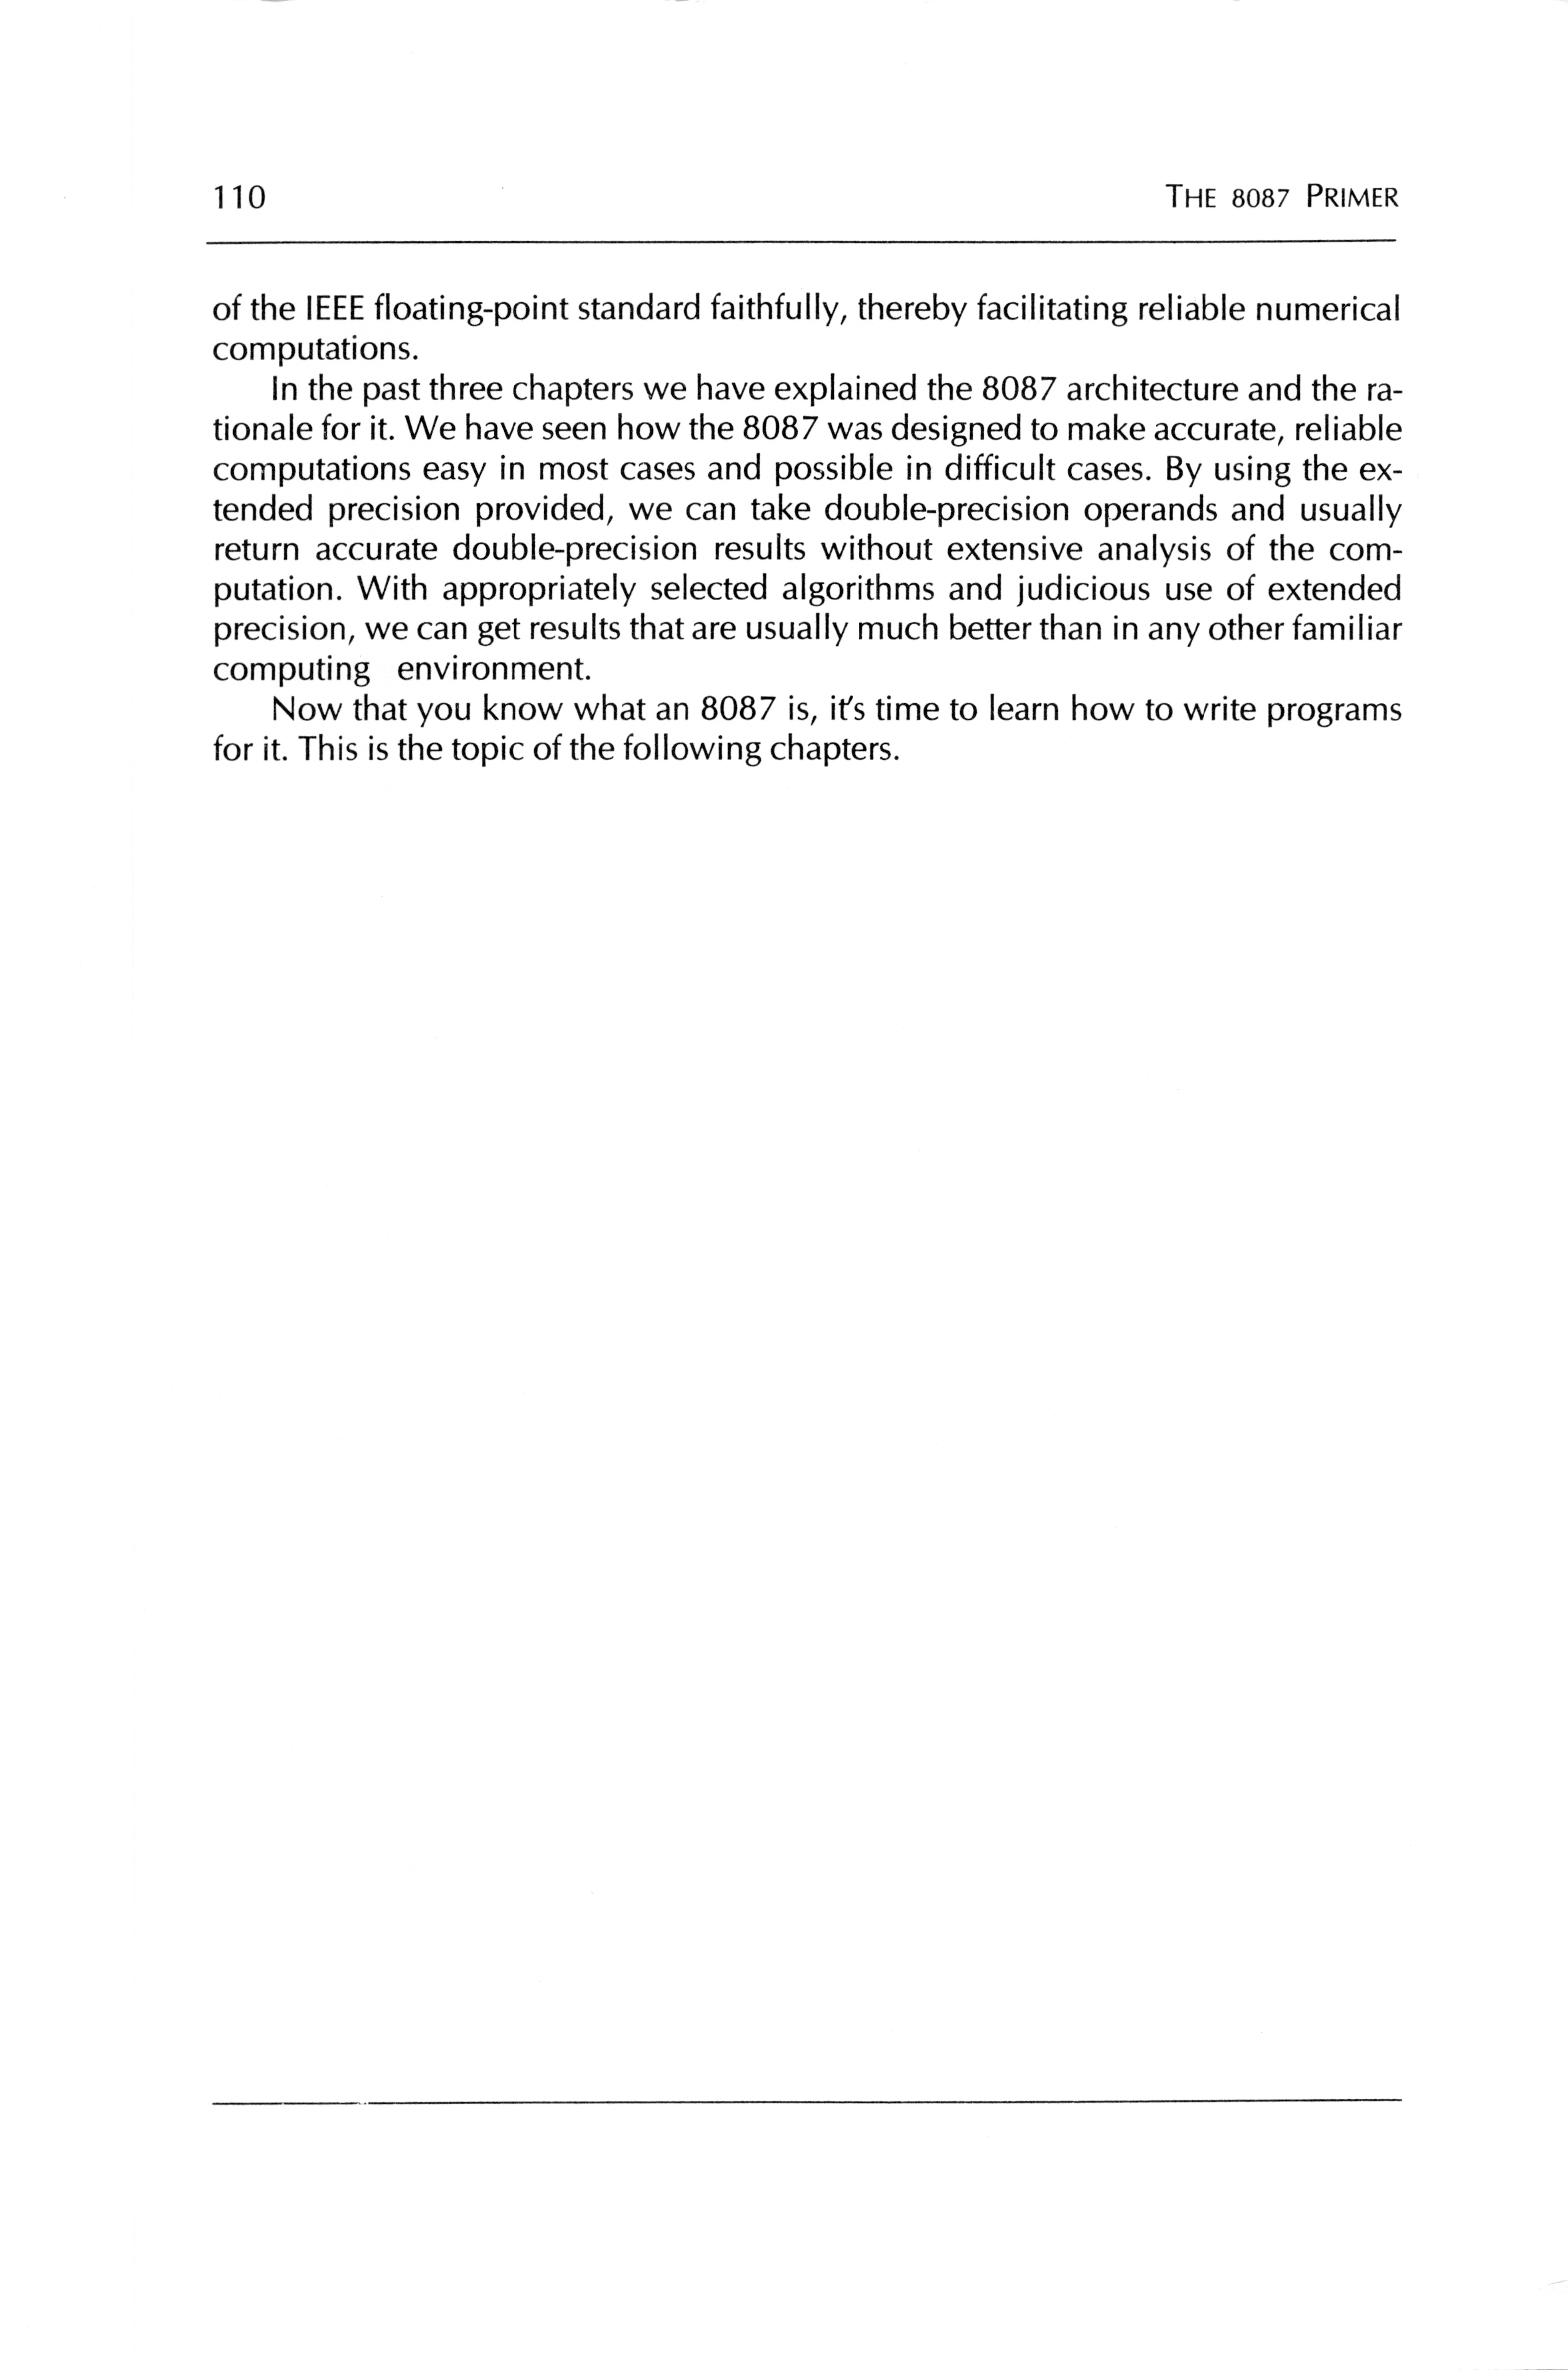 110 THE 8087 PRIMER
of the IEEE floating-point standard faithfully, thereby facilitating reliable numerical
computations.
In the past three chapters we have explained the 8087 architecture and the ra-
tionale for it. We have seen how the 8087 was designed to make accurate, reliable
computations easy in most cases and possible in difficult cases. By using the ex-
tended precision provided, we can take double-precision operands and usually
return accurate double-precision results without extensive analysis of the com-
putation. With appropriately selected algorithms and judicious use of extended
precision, we can get results that are usually much better than in any other familiar
computing environment.
Now that you know what an 8087 is, it's time to learn how to write programs
for it. This is the topic of the following chapters.